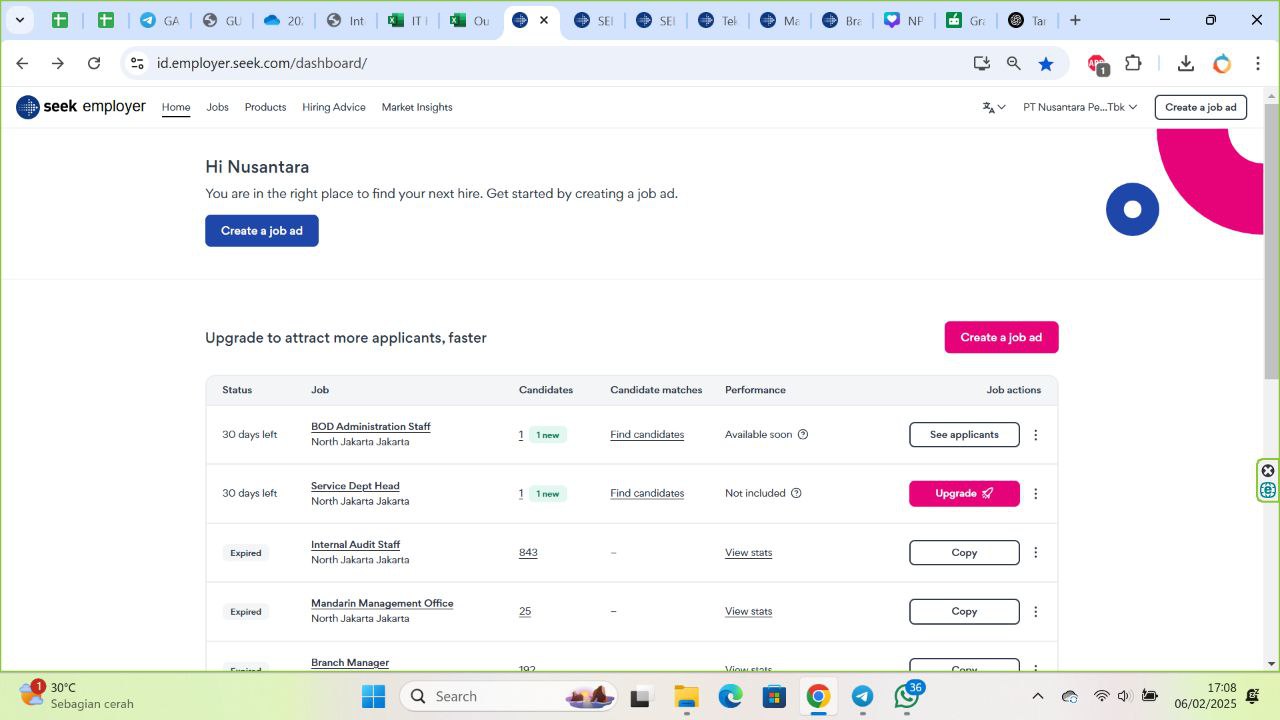 GA
GU
202
Int
IT I
Ou
SEI
SEI
Tek
Ma
Bra
NP
Gra
Tar
id.employer.seek.com/dashboard/
ABP
1
seek employer
Home
Jobs
Products
Hiring Advice
Market Insights
PT Nusantara Pe...Tbk
Create a job ad
Hi Nusantara
You are in the right place to find your next hire. Get started by creating a job ad.
Create a job ad
Upgrade to attract more applicants, faster
Create a job ad
Status Job Candidates Candidate matches Performance Job actions
30 days left BOD Administration Staff 1 1 new Find candidates Available soon See applicants
North Jakarta Jakarta
30 days left Service Dept Head 1 1 new Find candidates Not included Upgrade
North Jakarta Jakarta
Expired Internal Audit Staff 843 – View stats Copy
North Jakarta Jakarta
Expired Mandarin Management Office 25 – View stats Copy
North Jakarta Jakarta
Expired Branch Manager 192 View stats Copy
1
30°C
Sebagian cerah
Search
36
17:08
06/02/2025